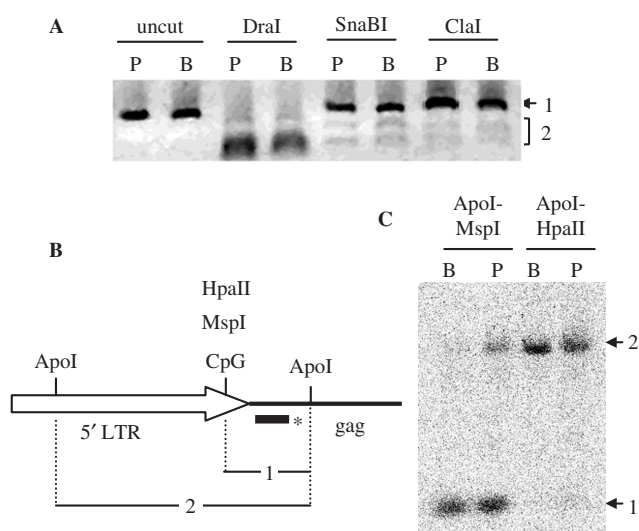 A
uncut DraI SnaBI ClaI
P B P B P B P B
1
2
B
HpaII
MspI
ApoI CpG ApoI
*
5′ LTR gag
1
2
C
ApoI- ApoI-
MspI HpaII
B P B P
2
1